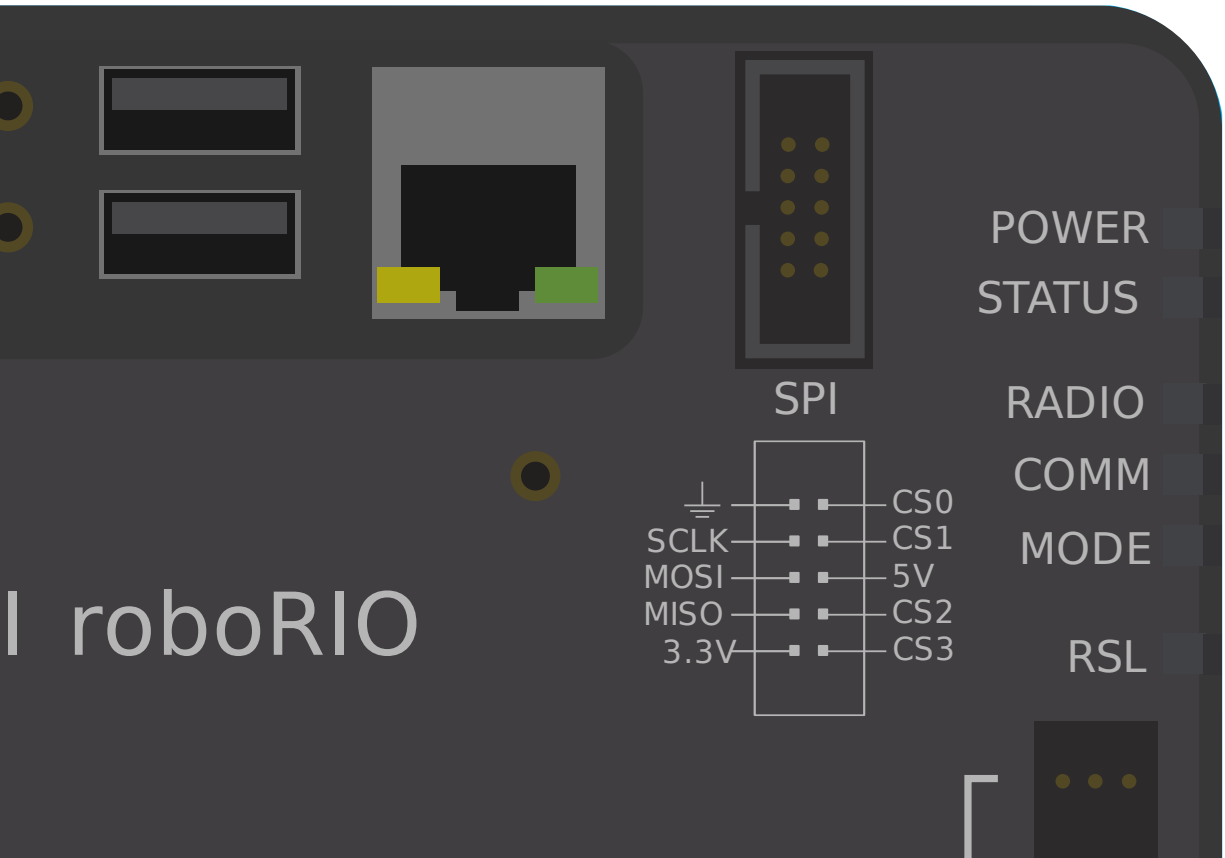 POWER
STATUS
SPI
RADIO
COMM
MODE
CS0
SCLK CS1
MOSI 5V
MISO CS2
3.3V CS3
I roboRIO
RSL